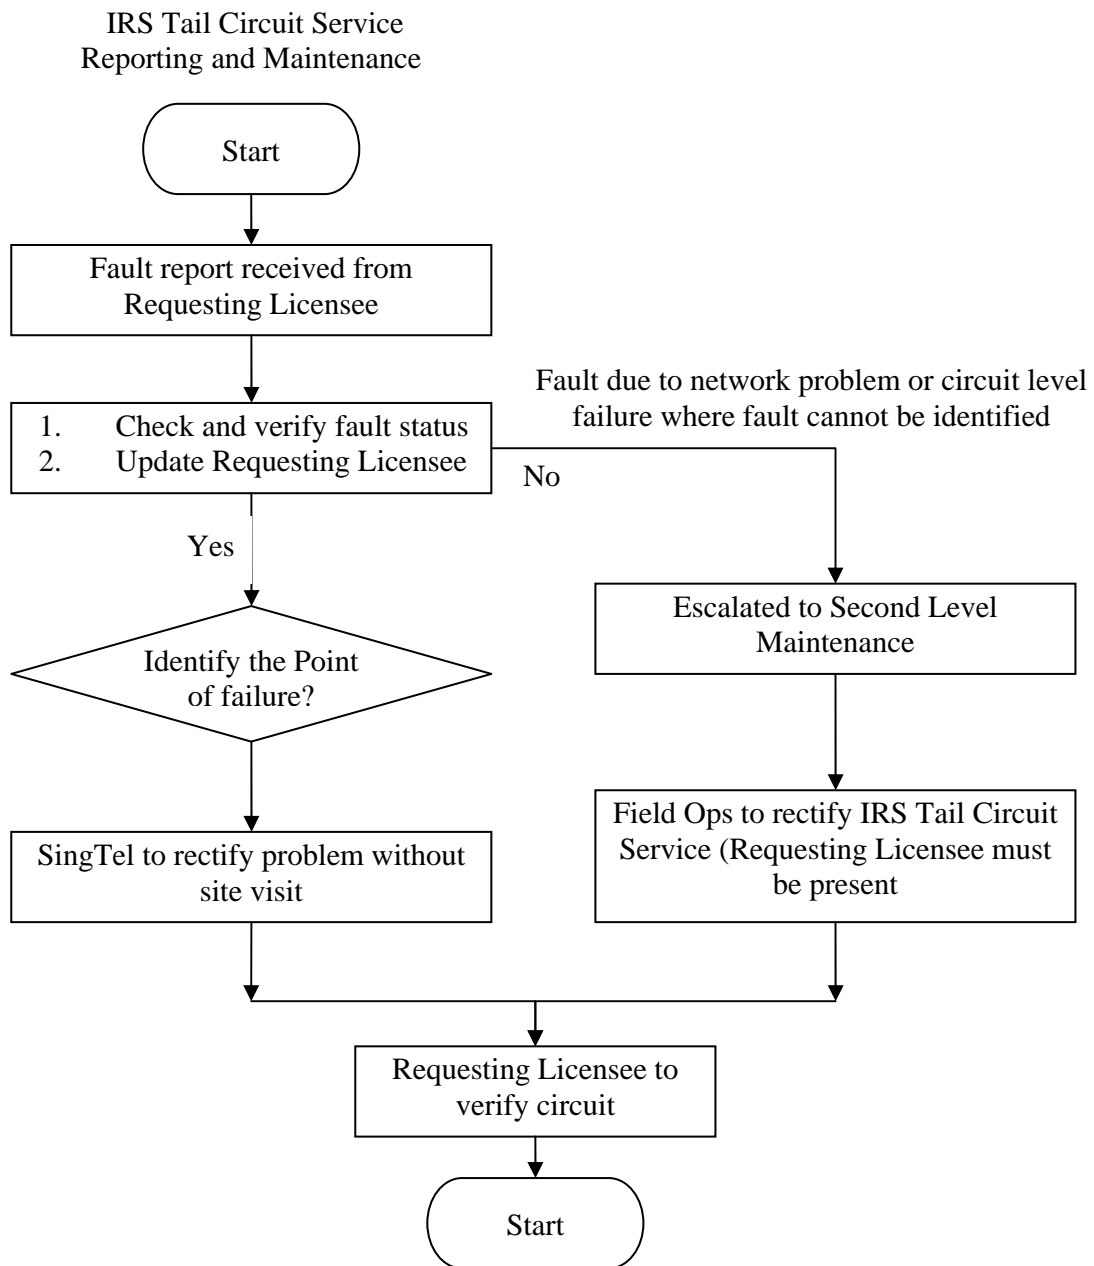 IRS Tail Circuit Service
Reporting and Maintenance
Start
Fault report received from
Requesting Licensee
Fault due to network problem or circuit level
failure where fault cannot be identified
1. Check and verify fault status
2. Update Requesting Licensee
No
Yes
Escalated to Second Level
Maintenance
Identify the Point
of failure?
Field Ops to rectify IRS Tail Circuit
Service (Requesting Licensee must
be present
SingTel to rectify problem without
site visit
Requesting Licensee to
verify circuit
Start